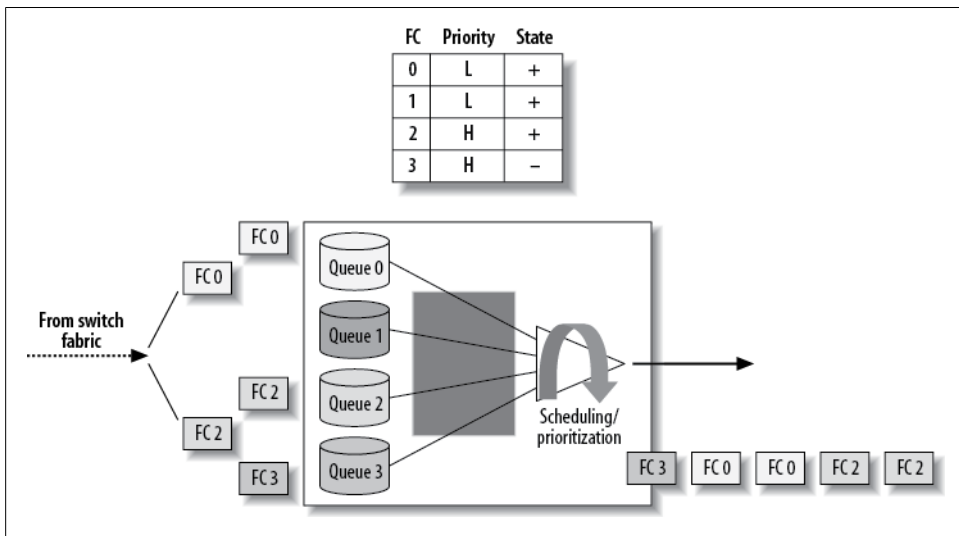 FC Priority State
0 L +
1 L +
2 H +
3 H –
FC 0
FC 0
From switch
fabric
FC 2
FC 2
FC 3
Queue 0
Queue 1
Queue 2
Queue 3
Scheduling/
prioritization
FC 3 FC 0 FC 0 FC 2 FC 2